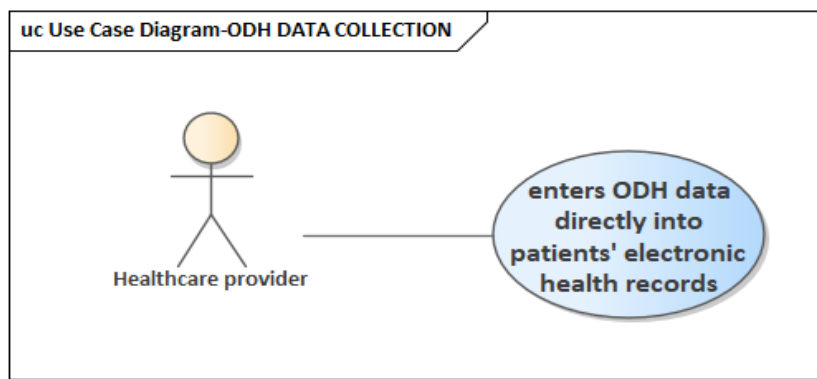 uc Use Case Diagram-ODH DATA COLLECTION
Healthcare provider
enters ODH data
directly into
patients' electronic
health records